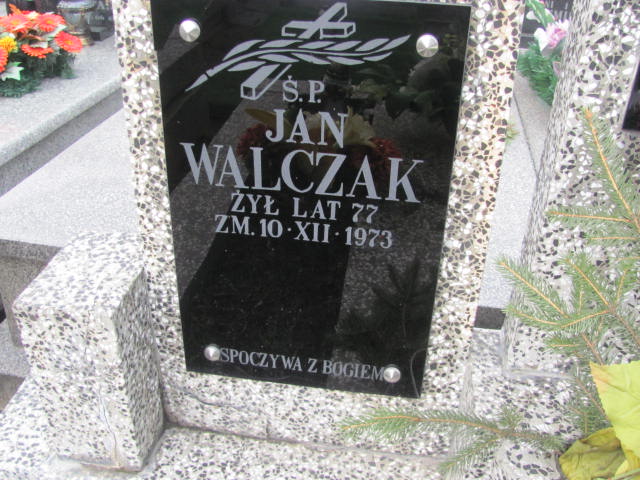 Ś.P.
JAN
WALCZAK
ŻYŁ LAT 77
ZM. 10·XII·1973
SPOCZYWA Z BOGIEM